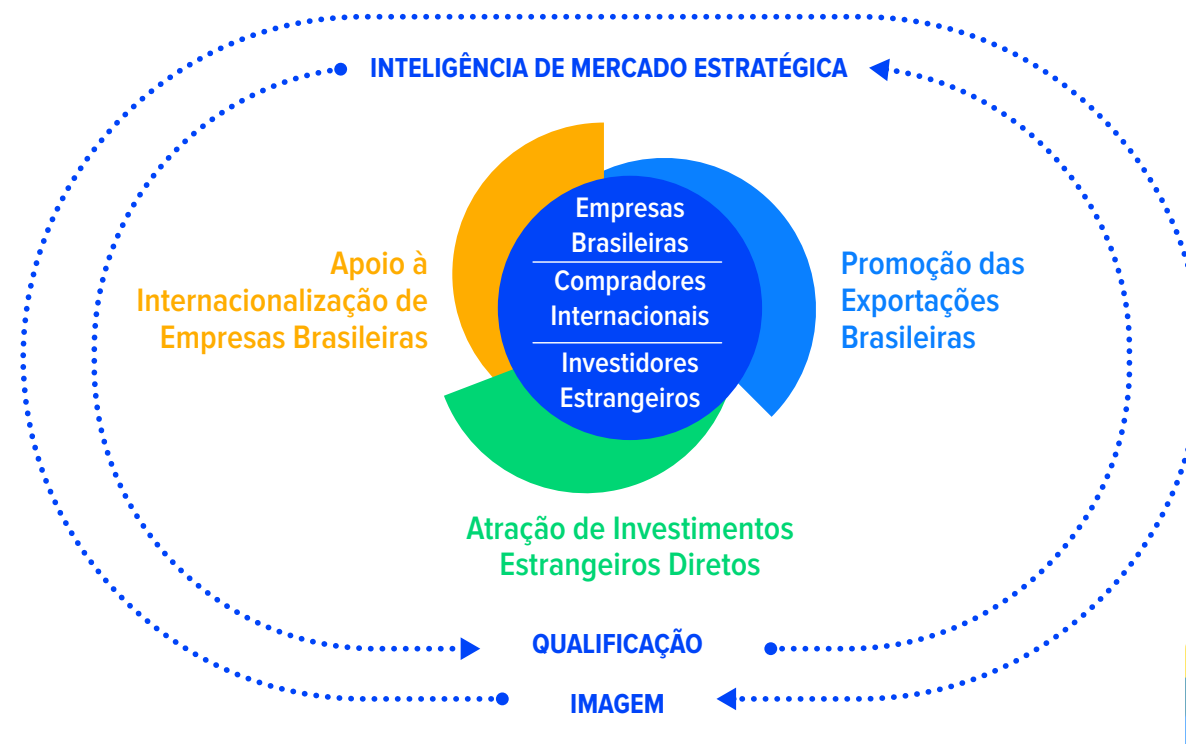 INTELIGÊNCIA DE MERCADO ESTRATÉGICA
Apoio à
Internacionalização de
Empresas Brasileiras
Empresas
Brasileiras
Compradores
Internacionais
Investidores
Estrangeiros
Promoção das
Exportações
Brasileiras
Atração de Investimentos
Estrangeiros Diretos
QUALIFICAÇÃO
IMAGEM